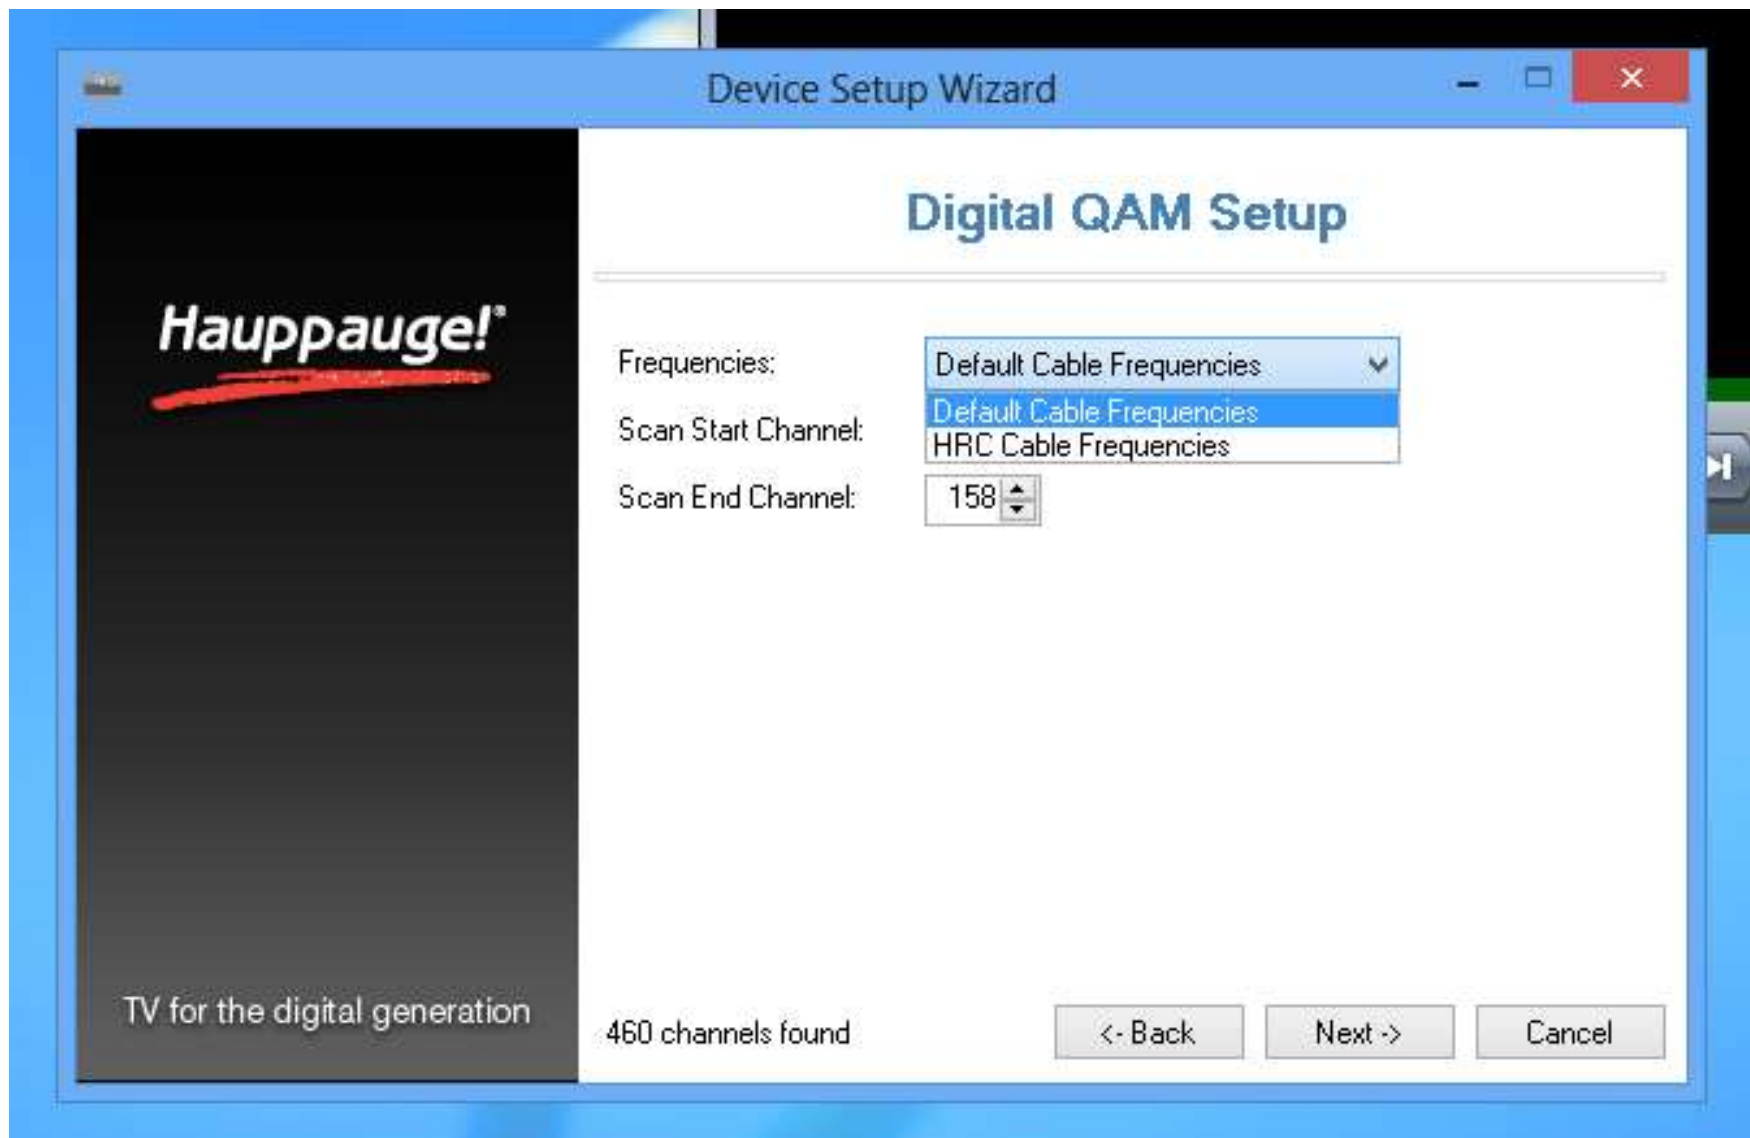 Device Setup Wizard
Digital QAM Setup
Hauppauge!®
Frequencies:
Default Cable Frequencies
Default Cable Frequencies
HRC Cable Frequencies
Scan Start Channel:
Scan End Channel:
158
TV for the digital generation
460 channels found
<- Back
Next ->
Cancel